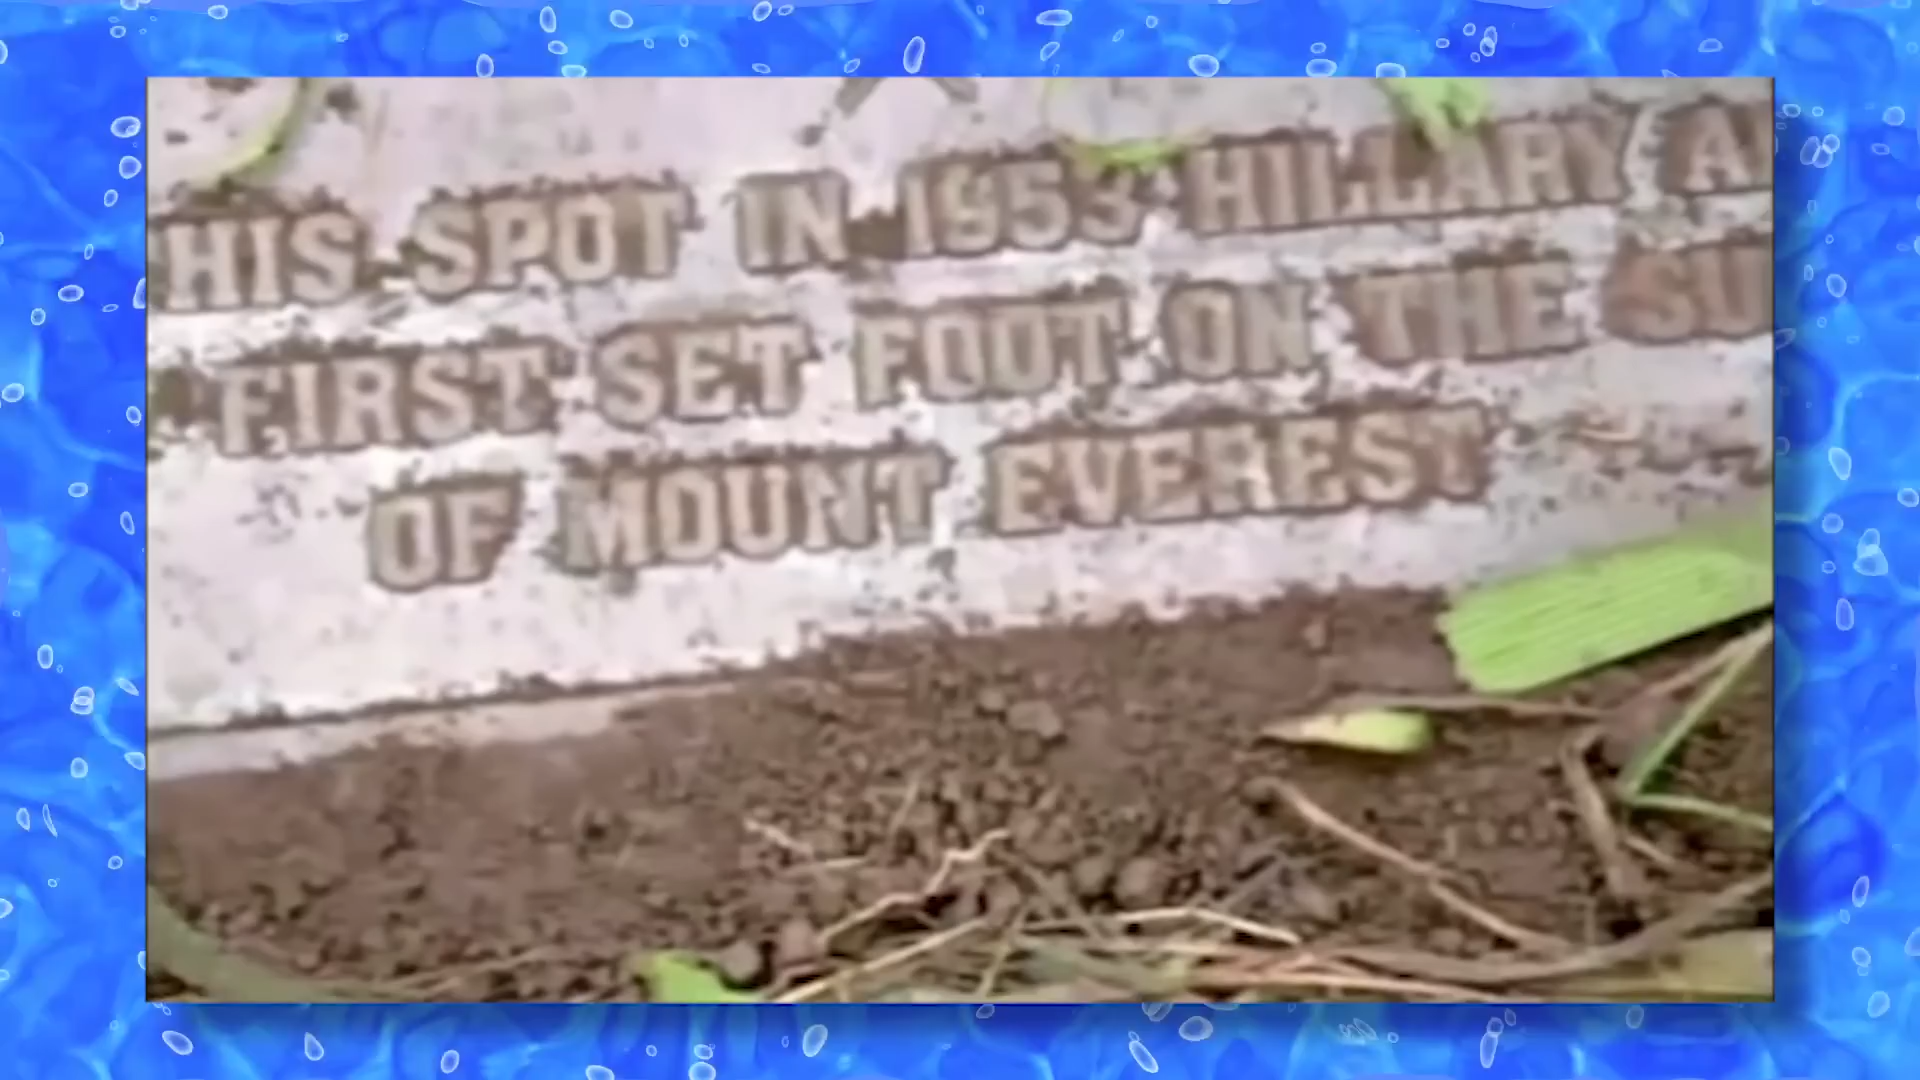 HIS SPOT IN 1953 HILLARY A
FIRST SET FOOT ON THE SU
OF MOUNT EVEREST